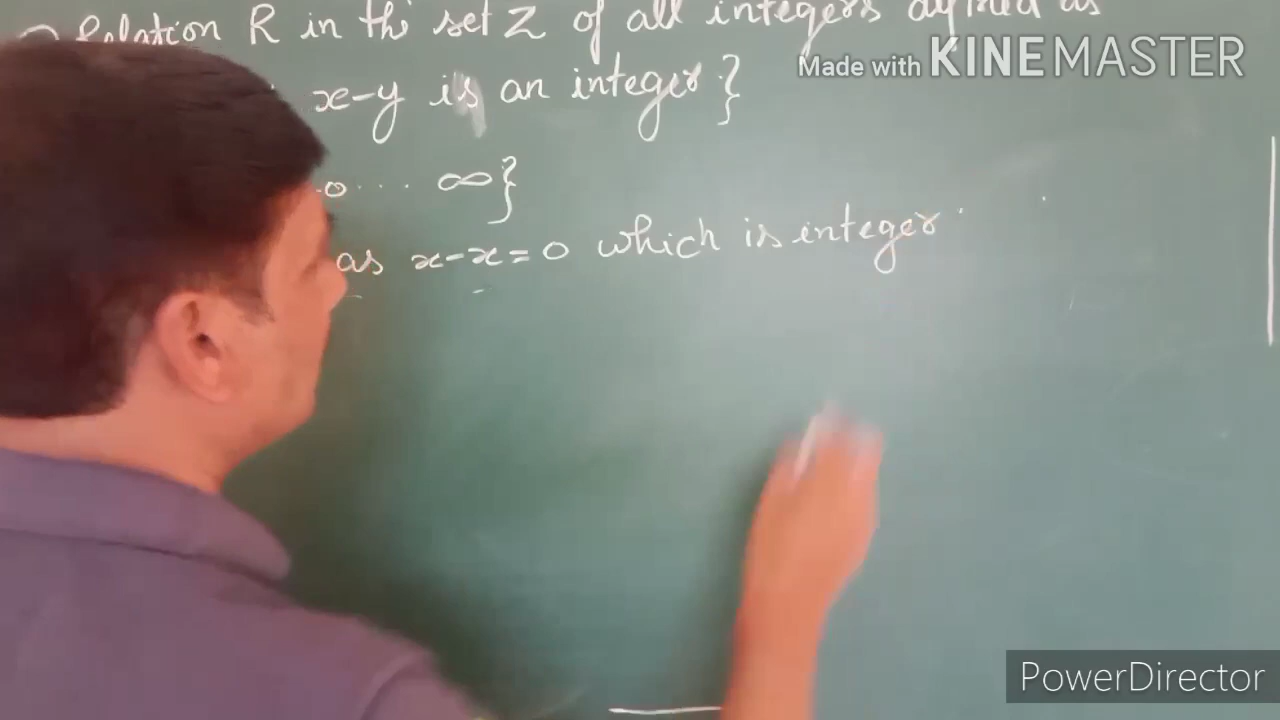 Relation R in the set Z of all integers defined as
x-y is an integer }
0 ... ∞}
as x-x=0 which is integer
Made with KINEMASTER
PowerDirector